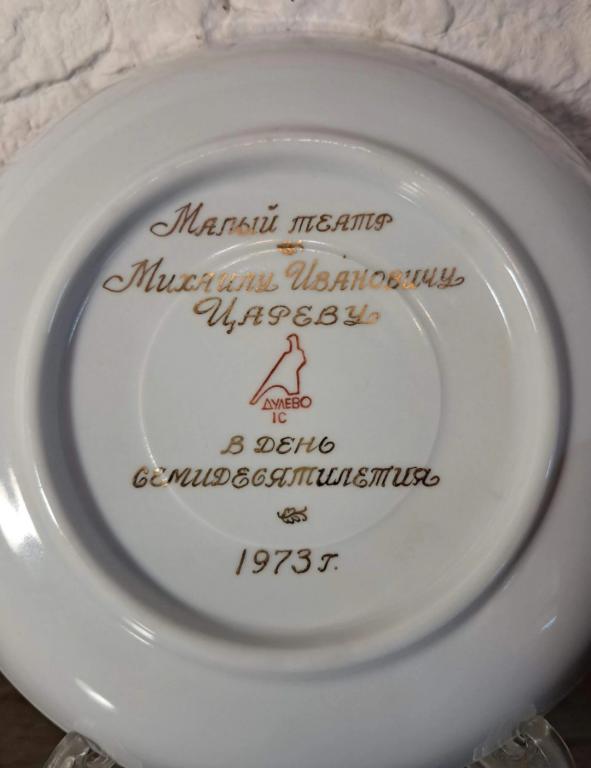 Малый театр
Михаилу Ивановичу
Цареву
ДУЛЕВО
1С
в день
семидесятилетия
1973 г.